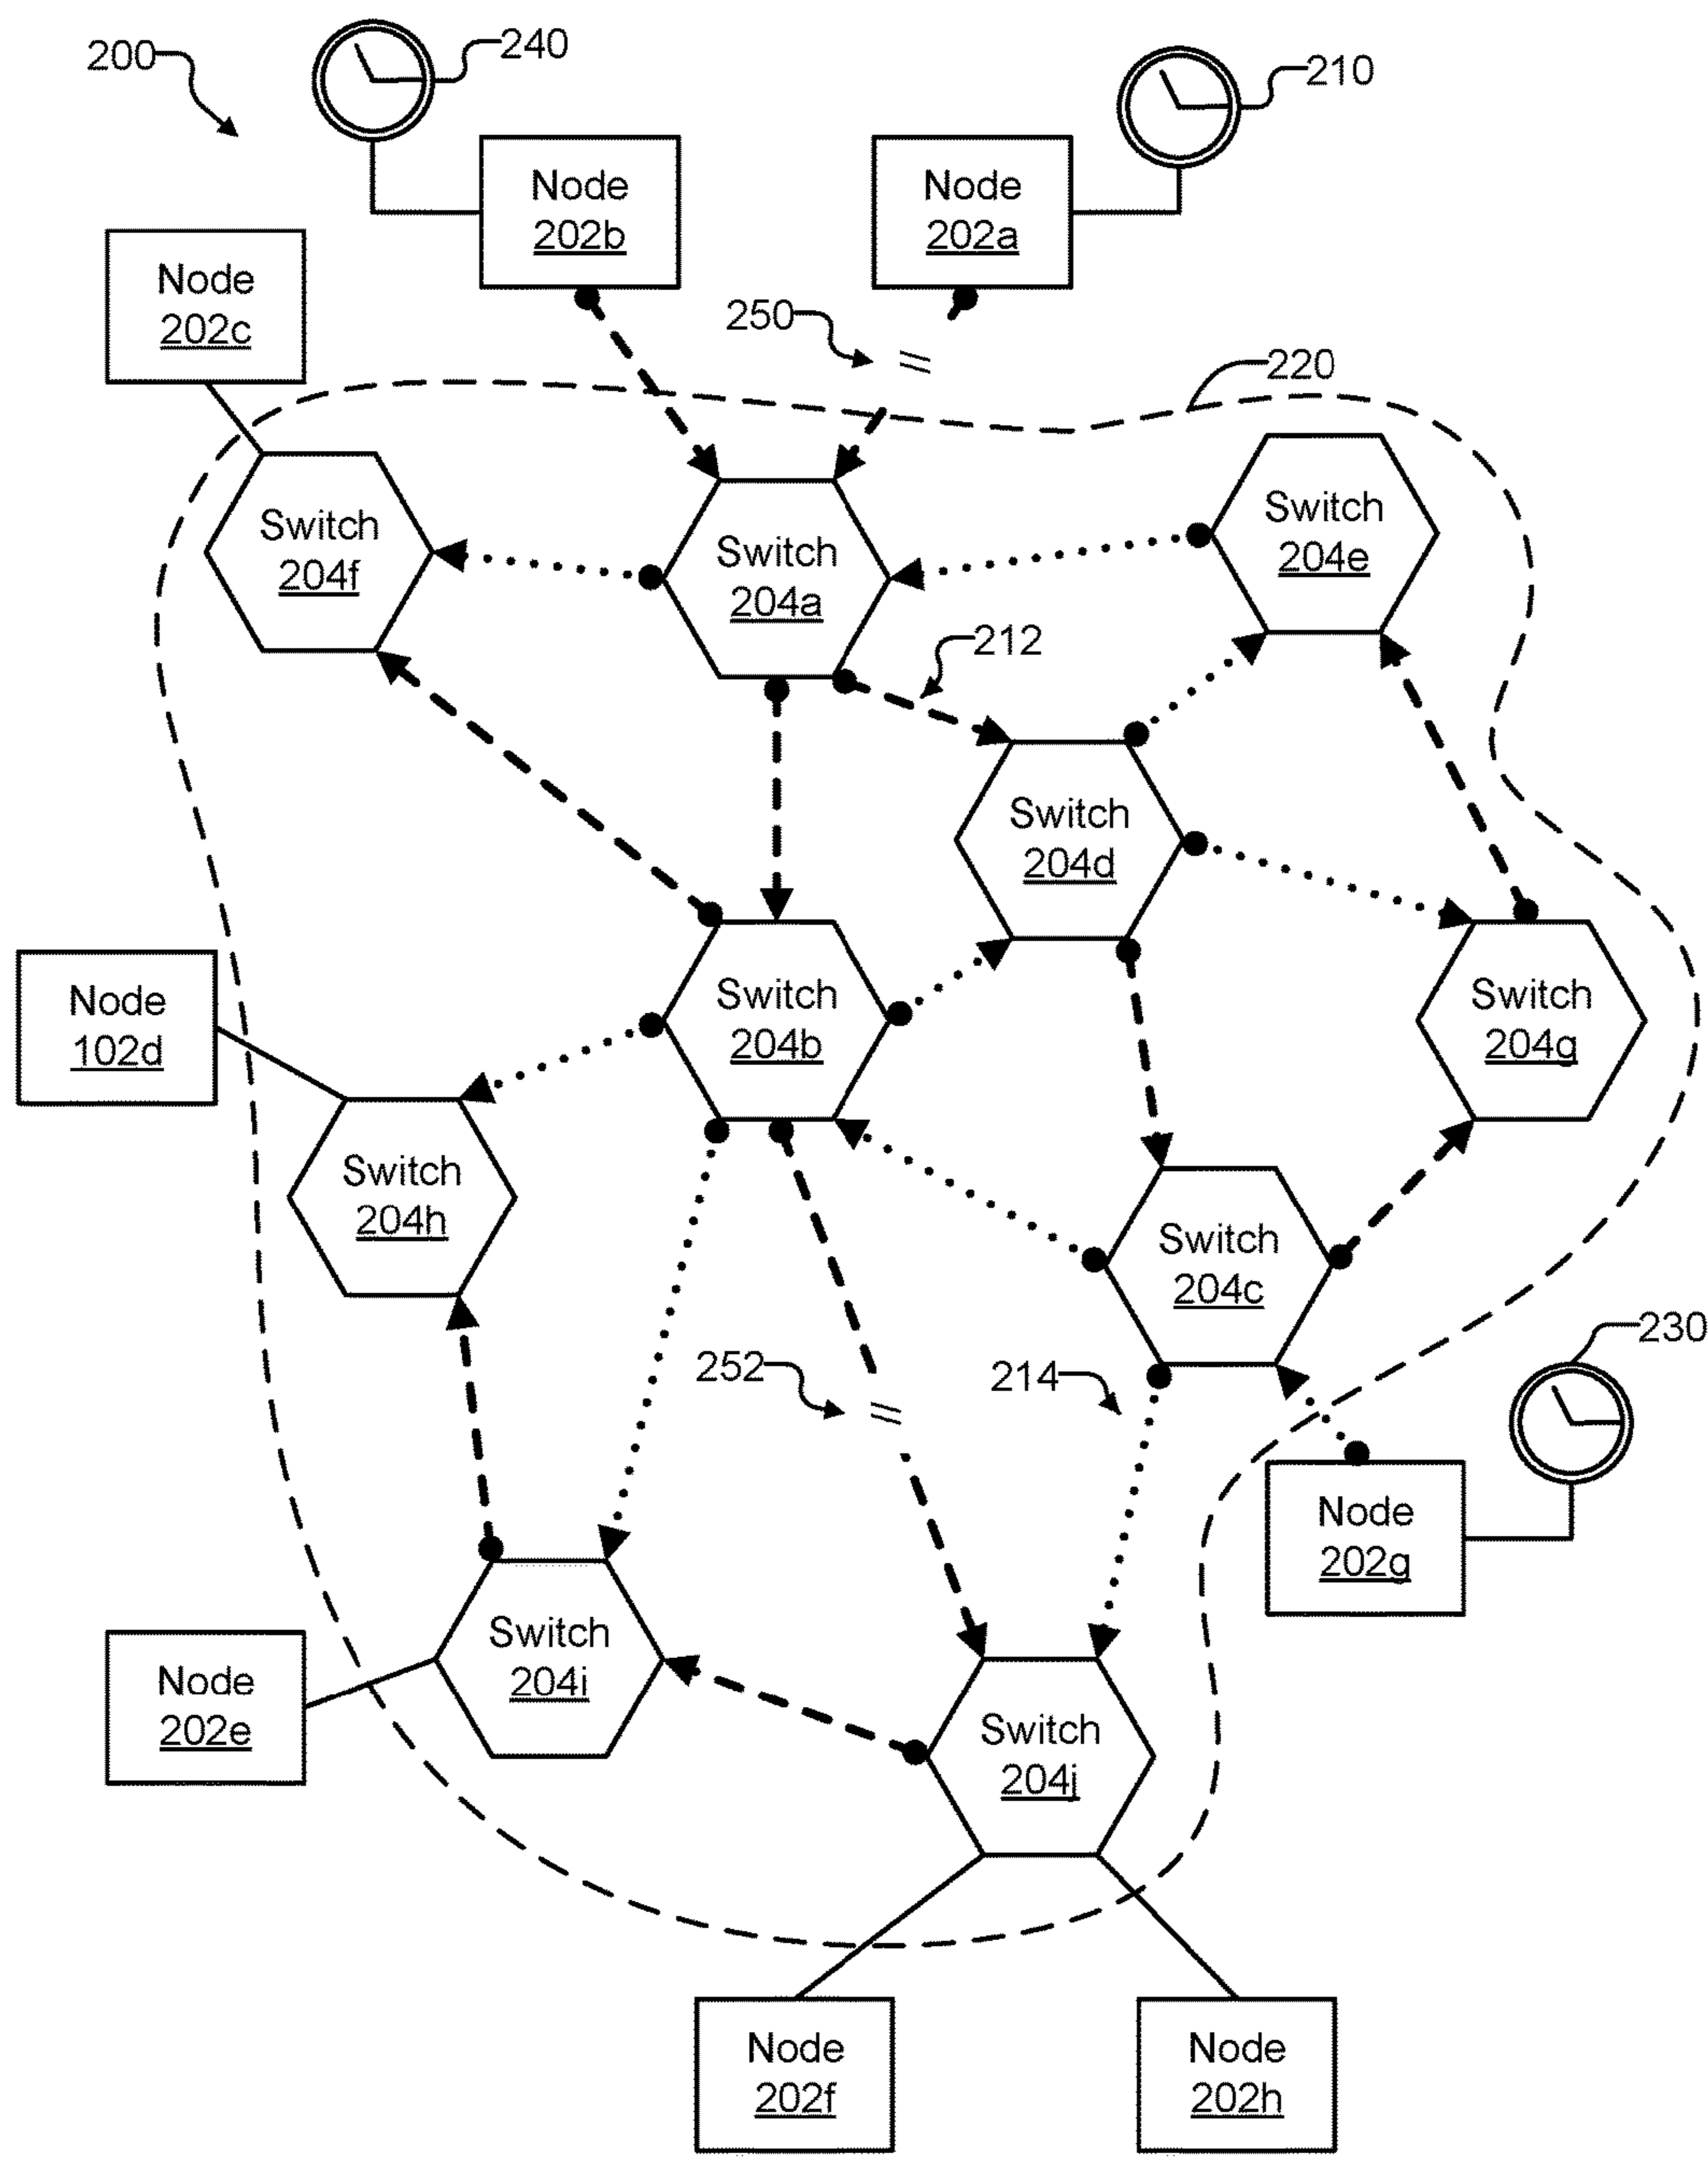 200
240
210
Node
202b
Node
202a
Node
202c
250
220
Switch
204e
Switch
204f
Switch
204a
212
Switch
204d
Node
102d
Switch
204b
Switch
204g
Switch
204h
Switch
204c
230
252
214
Node
202g
Switch
204i
Node
202e
Switch
204j
Node
202f
Node
202h